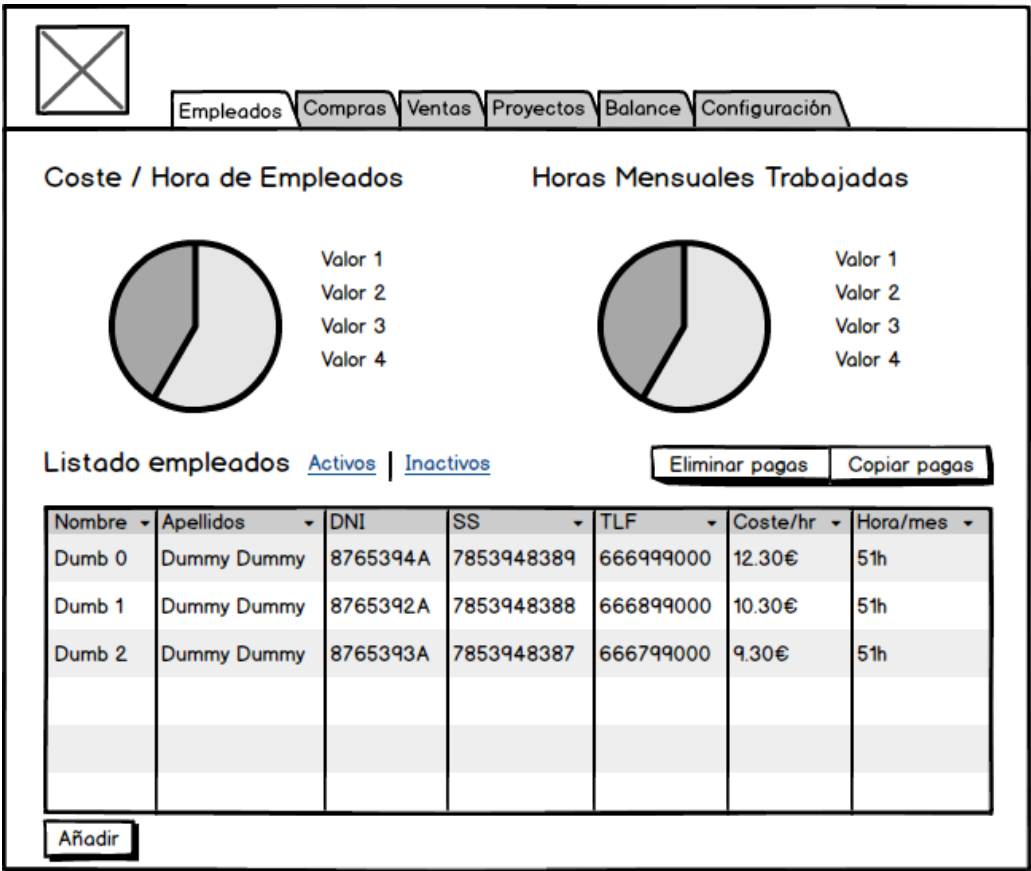 Empleados Compras Ventas Proyectos Balance Configuración
Coste / Hora de Empleados
Valor 1
Valor 2
Valor 3
Valor 4
Horas Mensuales Trabajadas
Valor 1
Valor 2
Valor 3
Valor 4
Listado empleados Activos | Inactivos Eliminar pagas Copiar pagas
Nombre Apellidos DNI SS TLF Coste/hr Hora/mes
Dumb 0 Dummy Dummy 8765394A 7853948389 666999000 12.30€ 51h
Dumb 1 Dummy Dummy 8765392A 7853948388 666899000 10.30€ 51h
Dumb 2 Dummy Dummy 8765393A 7853948387 666799000 9.30€ 51h
Añadir